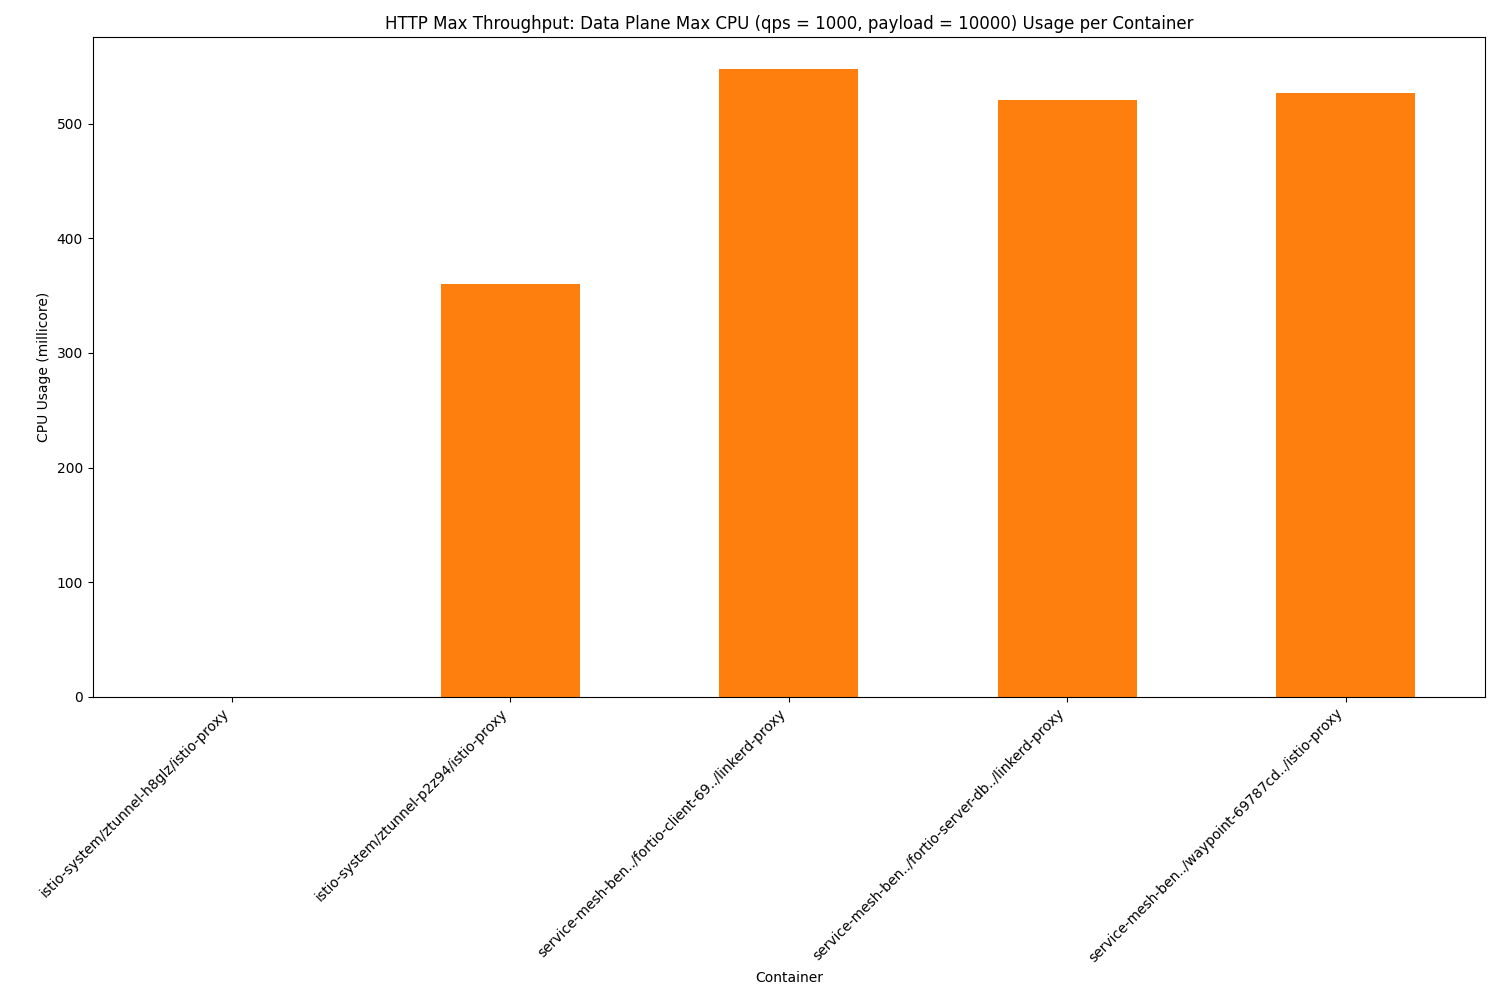 HTTP Max Throughput: Data Plane Max CPU (qps = 1000, payload = 10000) Usage per Container
CPU Usage (millicore)
500
400
300
200
100
0
istio-system/ztunnel-h8glz/istio-proxy
istio-system/ztunnel-p2z94/istio-proxy
service-mesh-ben../fortio-client-69../linkerd-proxy
service-mesh-ben../fortio-server-db../linkerd-proxy
service-mesh-ben../waypoint-69787cd../istio-proxy
Container